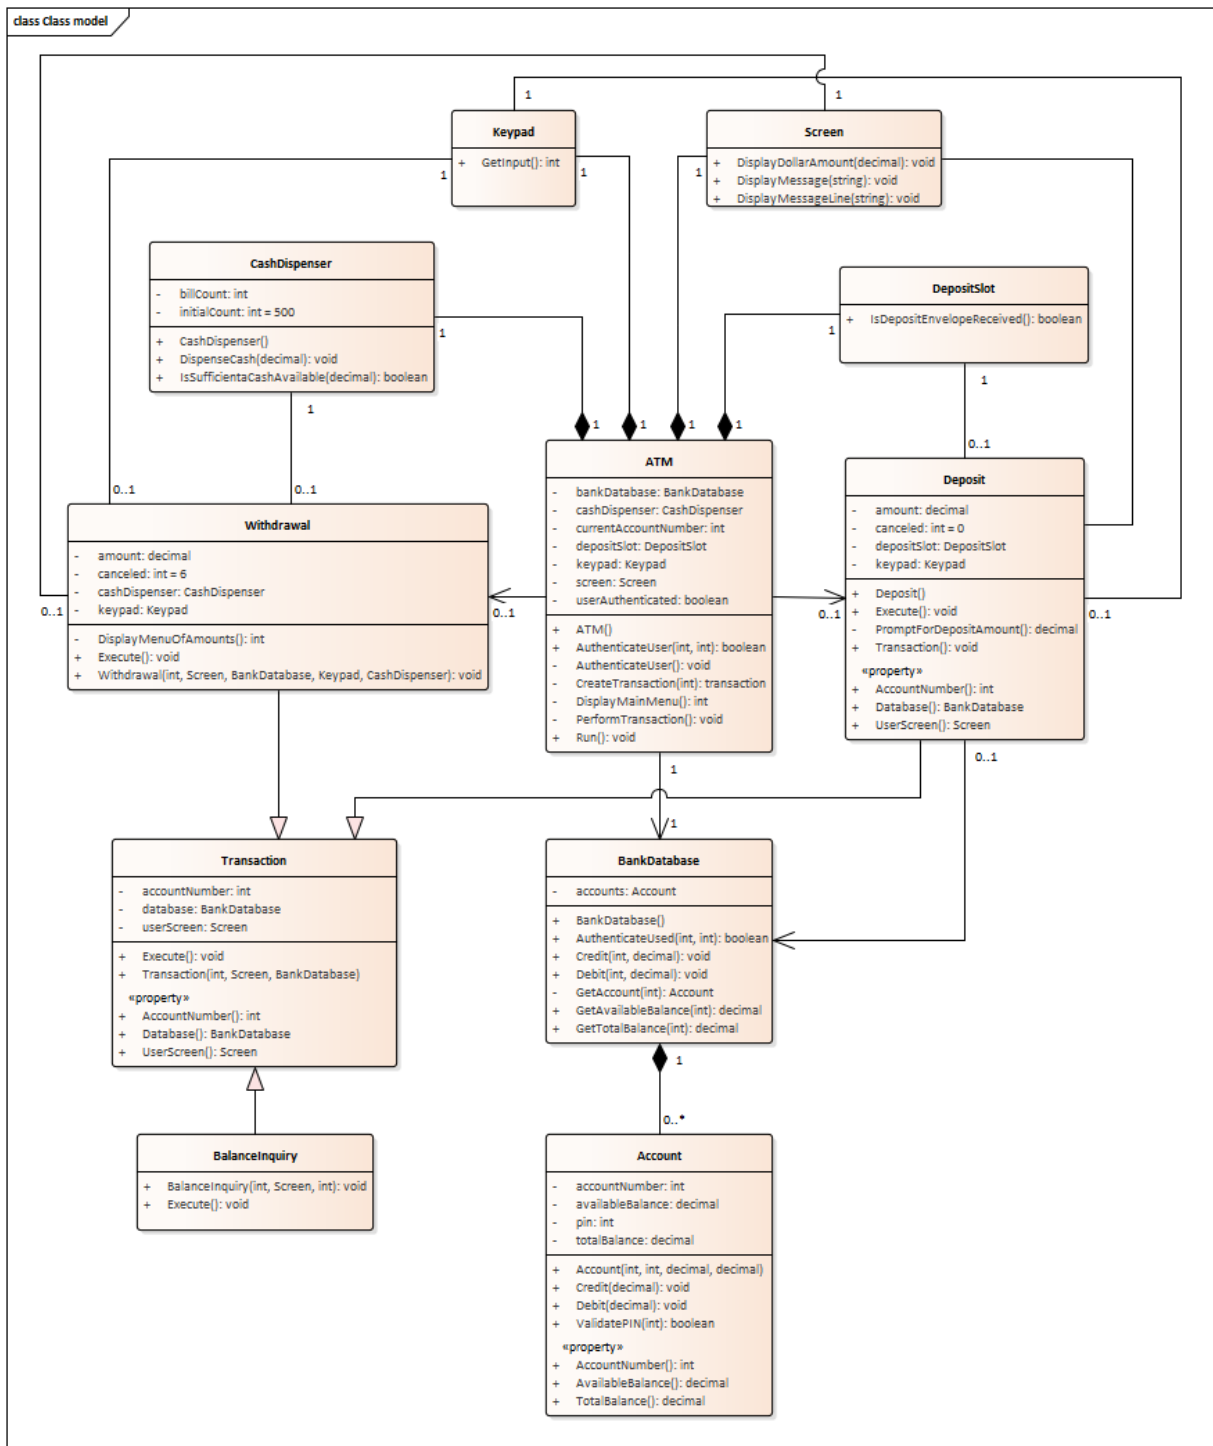 class Class model
1
1
Keypad
+ GetInput(): int
1
1
Screen
+ DisplayDollarAmount(decimal): void
+ DisplayMessage(string): void
+ DisplayMessageLine(string): void
1
CashDispenser
- billCount: int
- initialCount: int = 500
+ CashDispenser()
+ DispenseCash(decimal): void
+ IsSufficientaCashAvailable(decimal): boolean
1
1
DepositSlot
+ IsDepositEnvelopeReceived(): boolean
1
1
1
1
1
1
0..1
0..1
0..1
Withdrawal
- amount: decimal
- canceled: int = 6
- cashDispenser: CashDispenser
- keypad: Keypad
- DisplayMenuOfAmounts(): int
+ Execute(): void
+ Withdrawal(int, Screen, BankDatabase, Keypad, CashDispenser): void
0..1
0..1
ATM
- bankDatabase: BankDatabase
- cashDispenser: CashDispenser
- currentAccountNumber: int
- depositSlot: DepositSlot
- keypad: Keypad
- screen: Screen
- userAuthenticated: boolean
+ ATM()
+ AuthenticateUser(int, int): boolean
- AuthenticateUser(): void
- CreateTransaction(int): transaction
- DisplayMainMenu(): int
- PerformTransaction(): void
+ Run(): void
0..1
Deposit
- amount: decimal
- canceled: int = 0
- depositSlot: DepositSlot
- keypad: Keypad
+ Deposit()
+ Execute(): void
- PromptForDepositAmount(): decimal
+ Transaction(): void
«property»
+ AccountNumber(): int
+ Database(): BankDatabase
+ UserScreen(): Screen
0..1
0..1
1
1
Transaction
- accountNumber: int
- database: BankDatabase
- userScreen: Screen
+ Execute(): void
+ Transaction(int, Screen, BankDatabase)
«property»
+ AccountNumber(): int
+ Database(): BankDatabase
+ UserScreen(): Screen
BankDatabase
- accounts: Account
+ BankDatabase()
+ AuthenticateUsed(int, int): boolean
+ Credit(int, decimal): void
+ Debit(int, decimal): void
- GetAccount(int): Account
+ GetAvailableBalance(int): decimal
+ GetTotalBalance(int): decimal
1
0..*
BalanceInquiry
+ BalanceInquiry(int, Screen, int): void
+ Execute(): void
Account
- accountNumber: int
- availableBalance: decimal
- pin: int
- totalBalance: decimal
+ Account(int, int, decimal, decimal)
+ Credit(decimal): void
+ Debit(decimal): void
+ ValidatePIN(int): boolean
«property»
+ AccountNumber(): int
+ AvailableBalance(): decimal
+ TotalBalance(): decimal